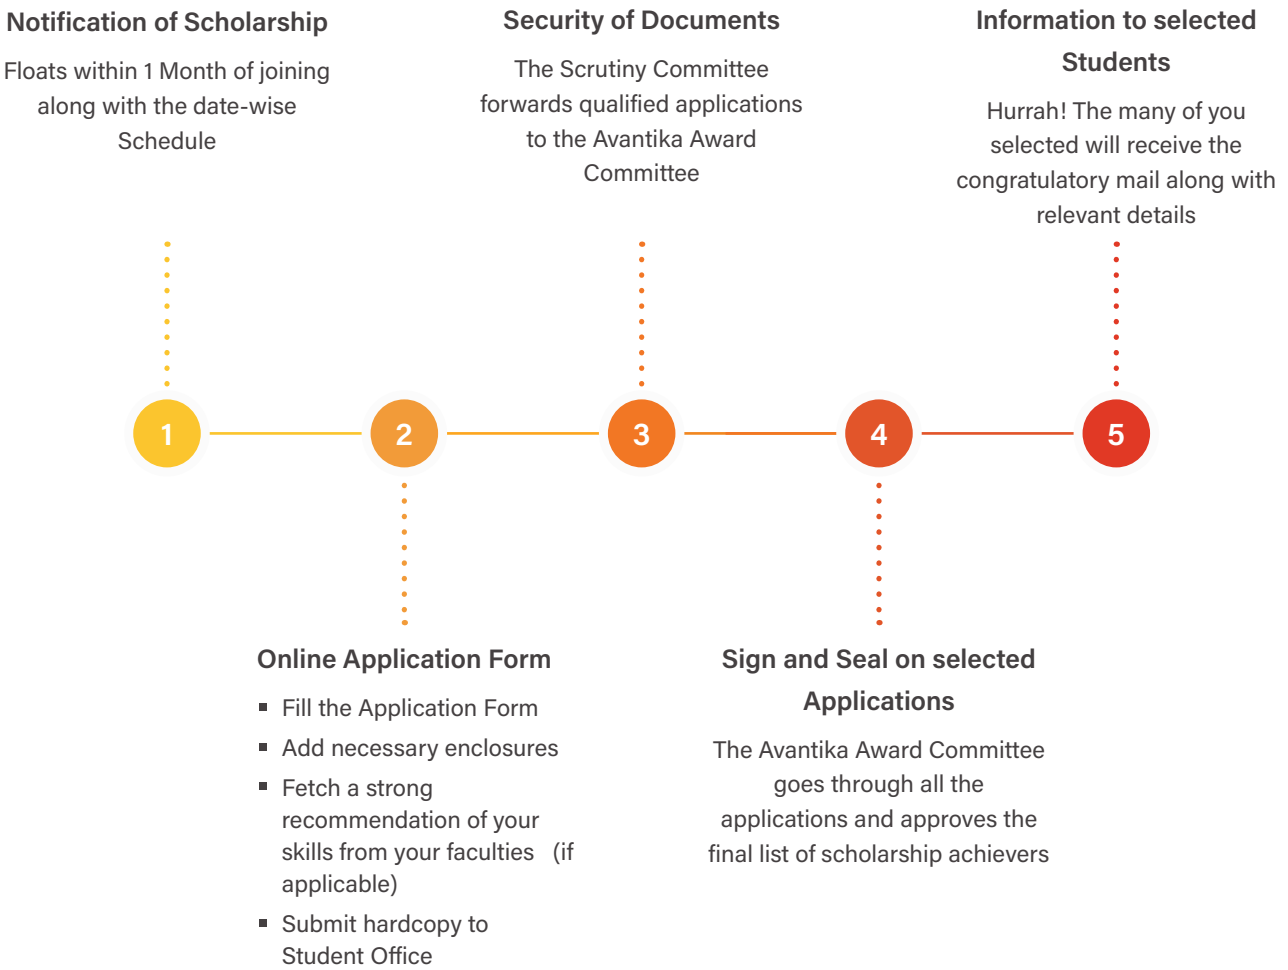 Notification of Scholarship
Floats within 1 Month of joining
along with the date-wise
Schedule
Security of Documents
The Scrutiny Committee
forwards qualified applications
to the Avantika Award
Committee
Information to selected
Students
Hurrah! The many of you
selected will receive the
congratulatory mail along with
relevant details
1
2
3
4
5
Online Application Form
▪ Fill the Application Form
▪ Add necessary enclosures
▪ Fetch a strong
recommendation of your
skills from your faculties (if
applicable)
▪ Submit hardcopy to
Student Office
Sign and Seal on selected
Applications
The Avantika Award Committee
goes through all the
applications and approves the
final list of scholarship achievers